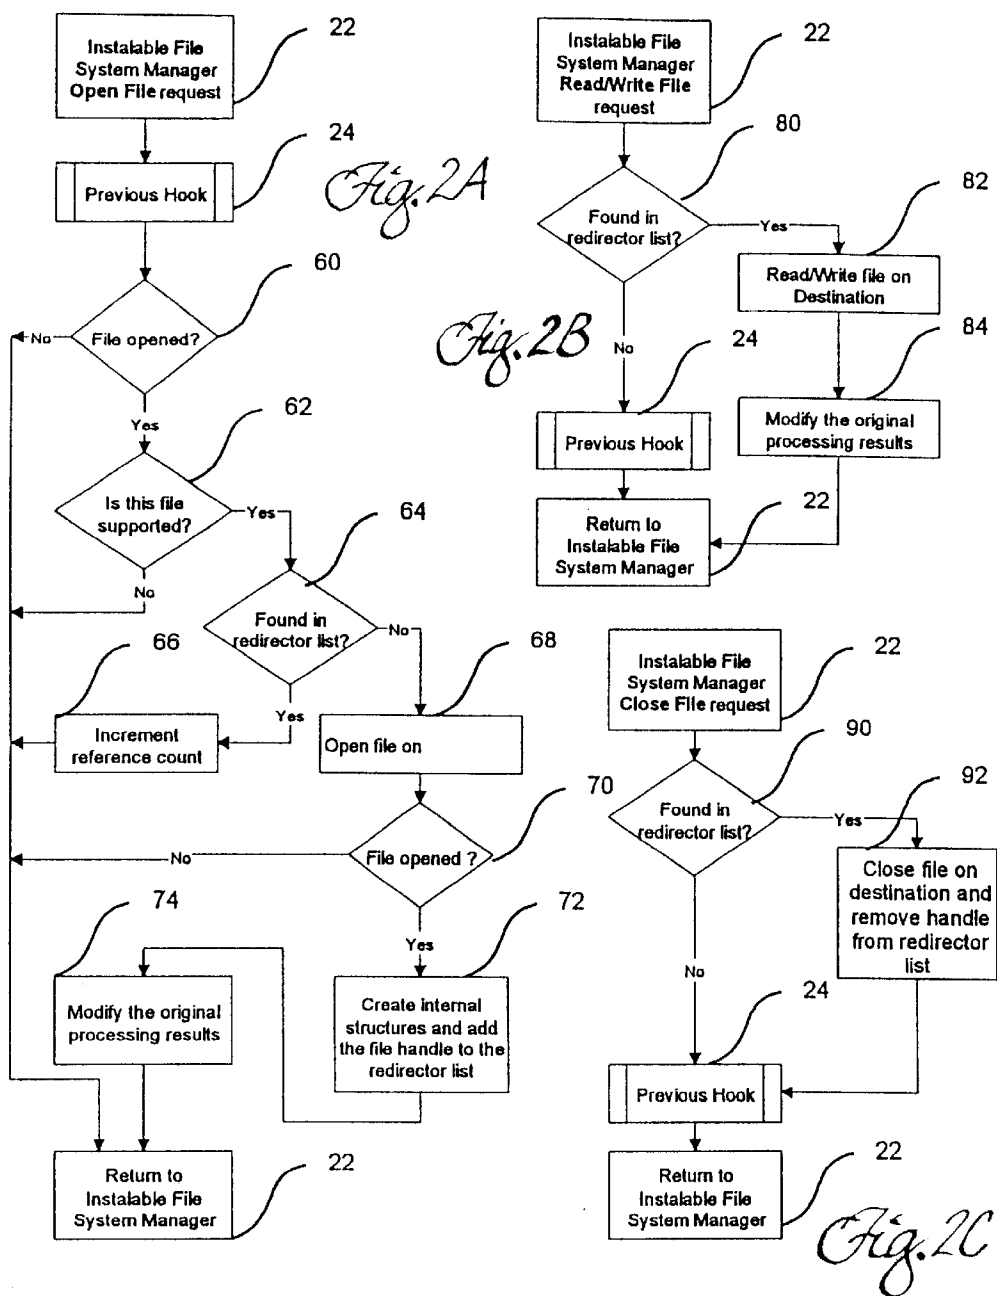 Instalable File
System Manager
Open File request
22
Previous Hook
24
Fig. 2A
File opened?
60
No
Yes
Is this file
supported?
62
Yes
No
Found in
redirector list?
64
No
Yes
Increment
reference count
66
Open file on
68
File opened ?
70
No
Yes
Create internal
structures and add
the file handle to the
redirector list
72
Modify the original
processing results
74
Return to
Instalable File
System Manager
22
Instalable File
System Manager
Read/Write File
request
22
Found in
redirector list?
80
Yes
No
Read/Write file on
Destination
82
Fig. 2B
Modify the original
processing results
84
Previous Hook
24
Return to
Instalable File
System Manager
22
Instalable File
System Manager
Close File request
22
Found in
redirector list?
90
Yes
No
Close file on
destination and
remove handle
from redirector
list
92
Previous Hook
24
Return to
Instalable File
System Manager
22
Fig. 2C